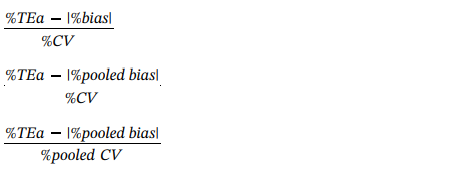 %TEa − |%bias|
%CV
%TEa − |%pooled bias|
%CV
%TEa − |%pooled bias|
%pooled CV